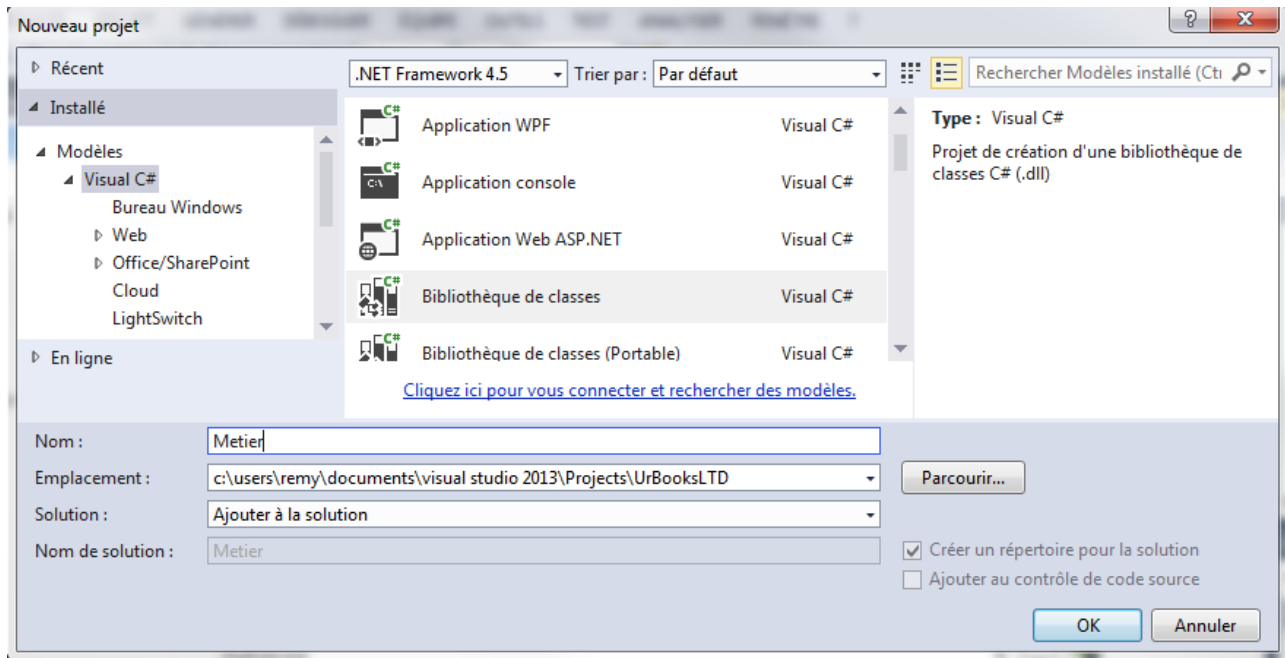 Nouveau projet
Récent
.NET Framework 4.5
Trier par :
Par défaut
Rechercher Modèles installé (Ctı
Installé
Modèles
Visual C#
Bureau Windows
Web
Office/SharePoint
Cloud
LightSwitch
En ligne
C#
Application WPF
Visual C#
C#
C:\
Application console
Visual C#
C#
Application Web ASP.NET
Visual C#
C#
Bibliothèque de classes
Visual C#
C#
Bibliothèque de classes (Portable)
Visual C#
Cliquez ici pour vous connecter et rechercher des modèles.
Type : Visual C#
Projet de création d'une bibliothèque de
classes C# (.dll)
Nom :
Metier
Emplacement :
c:\users\remy\documents\visual studio 2013\Projects\UrBooksLTD
Parcourir...
Solution :
Ajouter à la solution
Nom de solution :
Metier
Créer un répertoire pour la solution
Ajouter au contrôle de code source
OK
Annuler